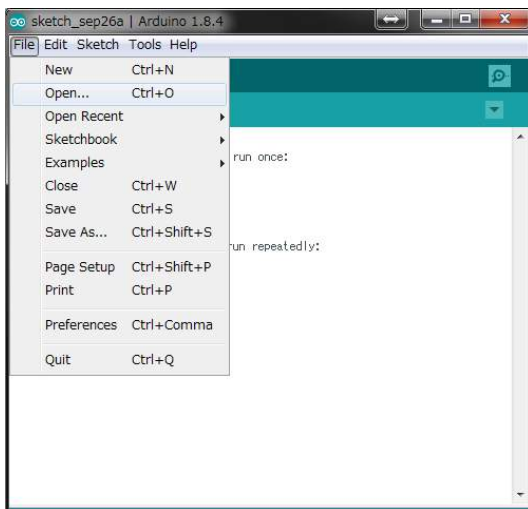 sketch_sep26a | Arduino 1.8.4
File Edit Sketch Tools Help
New Ctrl+N
Open... Ctrl+O
Open Recent
Sketchbook
Examples
Close Ctrl+W
Save Ctrl+S
Save As... Ctrl+Shift+S
Page Setup Ctrl+Shift+P
Print Ctrl+P
Preferences Ctrl+Comma
Quit Ctrl+Q
run once:
run repeatedly: